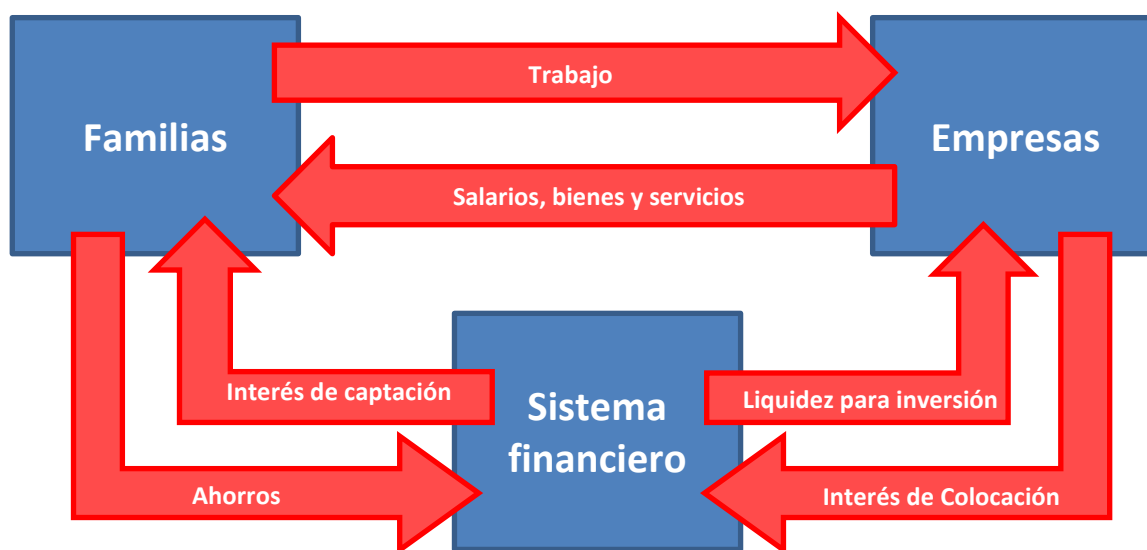 Trabajo
Familias
Empresas
Salarios, bienes y servicios
Interés de captación
Liquidez para inversión
Sistema
financiero
Ahorros
Interés de Colocación